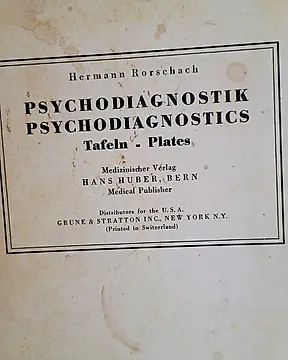 Hermann Rorschach
PSYCHODIAGNOSTIK
PSYCHODIAGNOSTICS
Tafeln - Plates
Medizinischer Verlag
HANS HUBER, BERN
Medical Publisher
Distributors for the U. S. A.
GRUNE & STRATTON INC., NEW YORK N.Y.
(Printed in Switzerland)